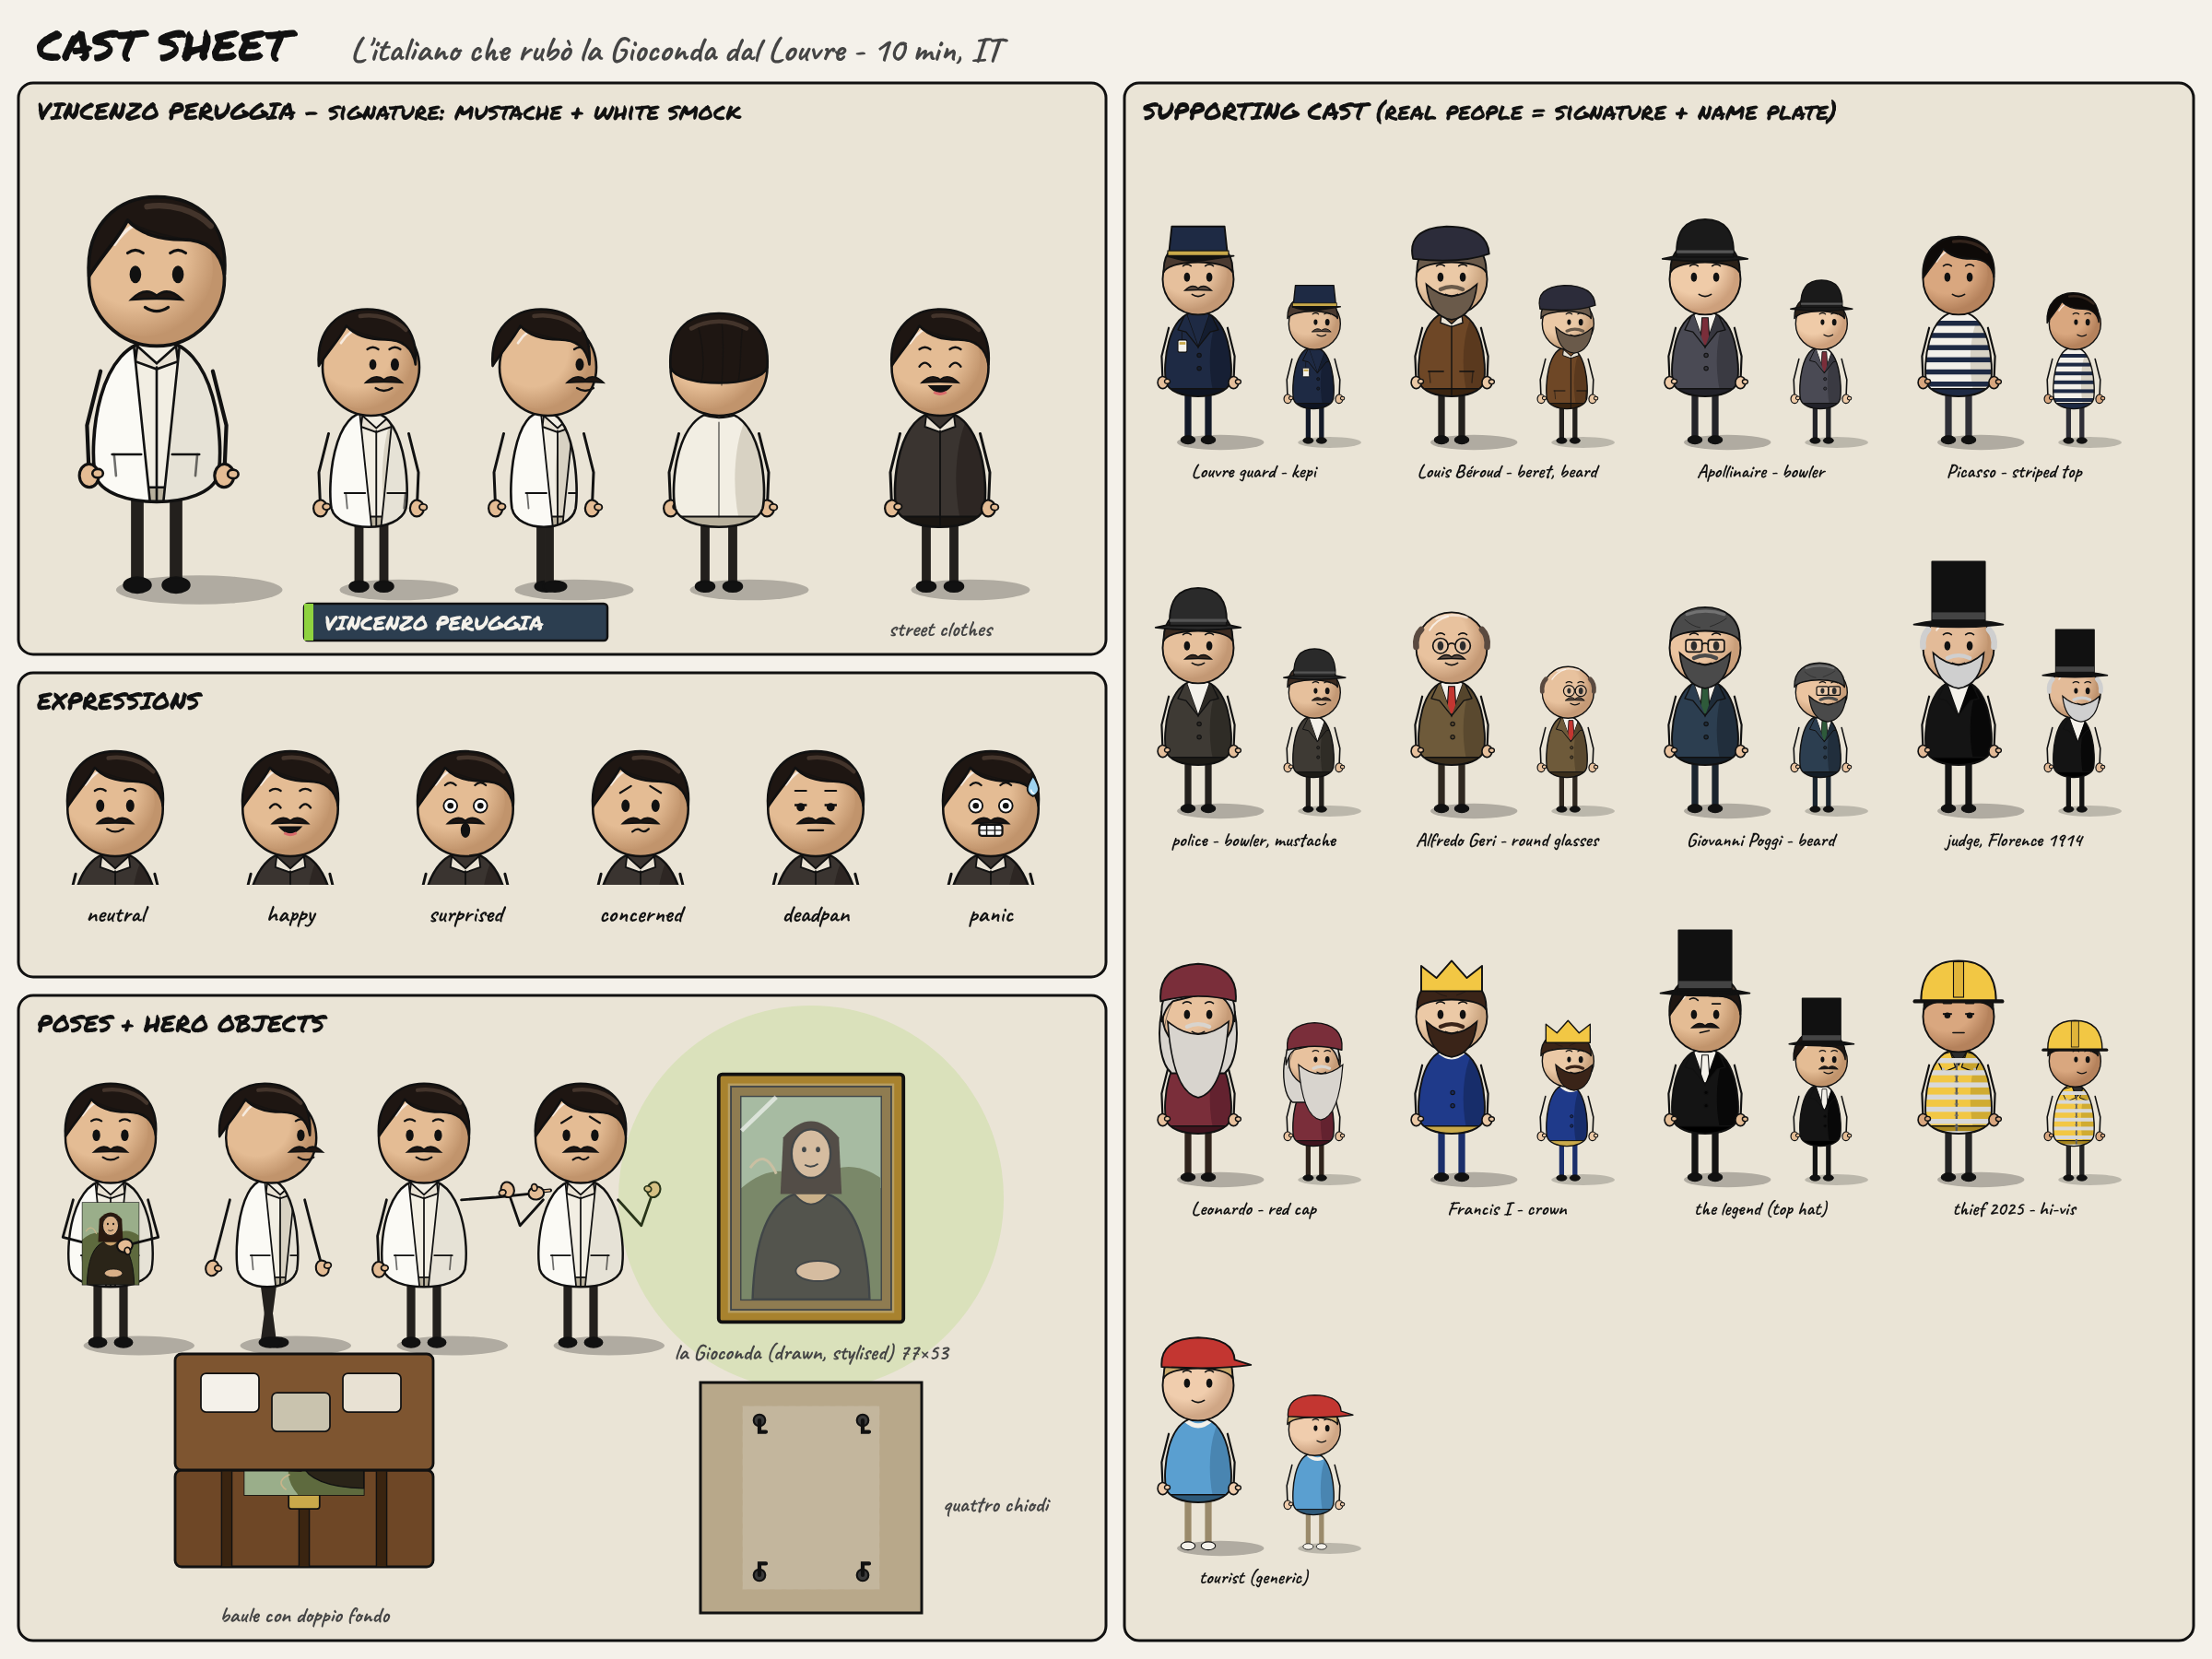 CAST SHEET
L'italiano che rubò la Gioconda dal Louvre - 10 min, IT
VINCENZO PERUGGIA - SIGNATURE: MUSTACHE + WHITE SMOCK
VINCENZO PERUGGIA
street clothes
EXPRESSIONS
neutral
happy
surprised
concerned
deadpan
panic
POSES + HERO OBJECTS
la Gioconda (drawn, stylised) 77×53
quattro chiodi
baule con doppio fondo
SUPPORTING CAST (REAL PEOPLE = SIGNATURE + NAME PLATE)
Louvre guard - kepi
Louis Béroud - beret, beard
Apollinaire - bowler
Picasso - striped top
police - bowler, mustache
Alfredo Geri - round glasses
Giovanni Poggi - beard
judge, Florence 1914
Leonardo - red cap
Francis I - crown
the legend (top hat)
thief 2025 - hi-vis
tourist (generic)